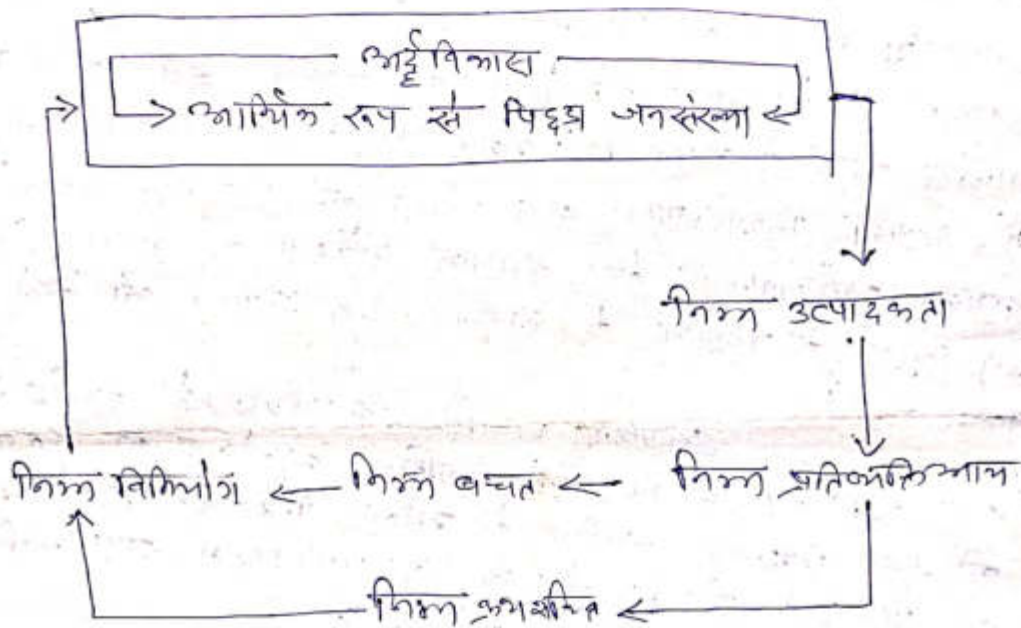 अर्द्धविकास
आर्थिक रूप से पिछड़ा जनसंख्या
निम्न उत्पादकता
निम्न विनियोग ← निम्न बचत ← निम्न प्रतिव्यक्ति आय
निम्न क्रयशक्ति